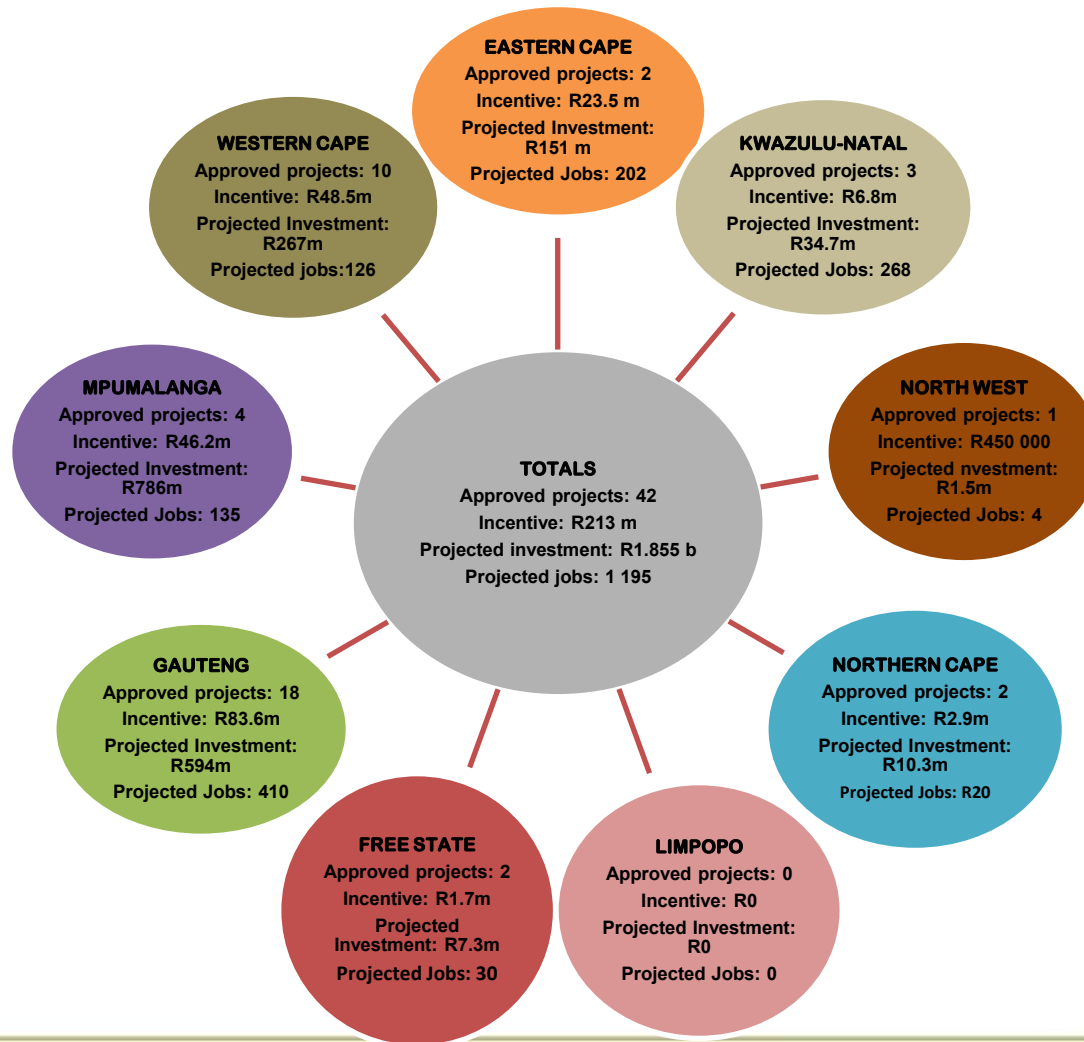 EASTERN CAPE
Approved projects: 2
Incentive: R23.5 m
Projected Investment:
R151 m
Projected Jobs: 202
WESTERN CAPE
Approved projects: 10
Incentive: R48.5m
Projected Investment:
R267m
Projected jobs:126
KWAZULU-NATAL
Approved projects: 3
Incentive: R6.8m
Projected Investment:
R34.7m
Projected Jobs: 268
MPUMALANGA
Approved projects: 4
Incentive: R46.2m
Projected Investment:
R786m
Projected Jobs: 135
TOTALS
Approved projects: 42
Incentive: R213 m
Projected investment: R1.855 b
Projected jobs: 1 195
NORTH WEST
Approved projects: 1
Incentive: R450 000
Projected nvestment:
R1.5m
Projected Jobs: 4
GAUTENG
Approved projects: 18
Incentive: R83.6m
Projected Investment:
R594m
Projected Jobs: 410
NORTHERN CAPE
Approved projects: 2
Incentive: R2.9m
Projected Investment:
R10.3m
Projected Jobs: R20
FREE STATE
Approved projects: 2
Incentive: R1.7m
Projected
Investment: R7.3m
Projected Jobs: 30
LIMPOPO
Approved projects: 0
Incentive: R0
Projected Investment:
R0
Projected Jobs: 0